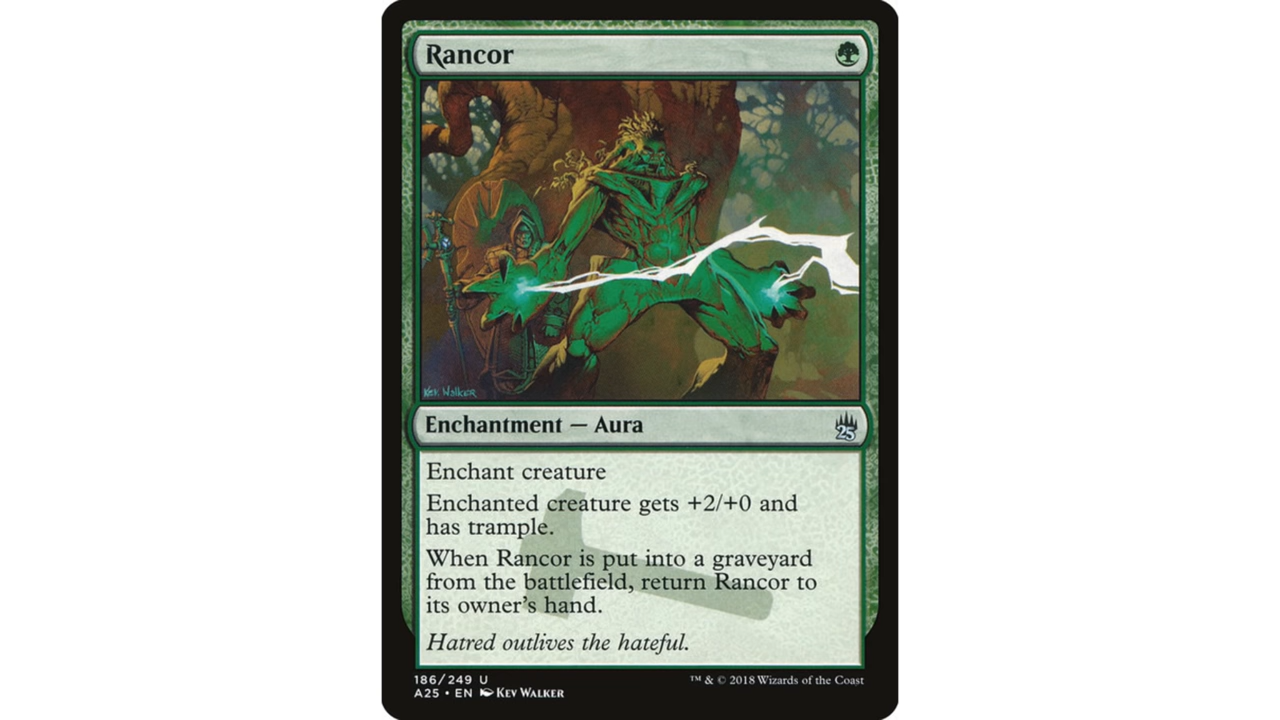 Rancor
Kev Walker
Enchantment — Aura
25
Enchant creature
Enchanted creature gets +2/+0 and
has trample.
When Rancor is put into a graveyard
from the battlefield, return Rancor to
its owner's hand.
Hatred outlives the hateful.
186/249 U
™ & © 2018 Wizards of the Coast
A25 • EN Kev Walker